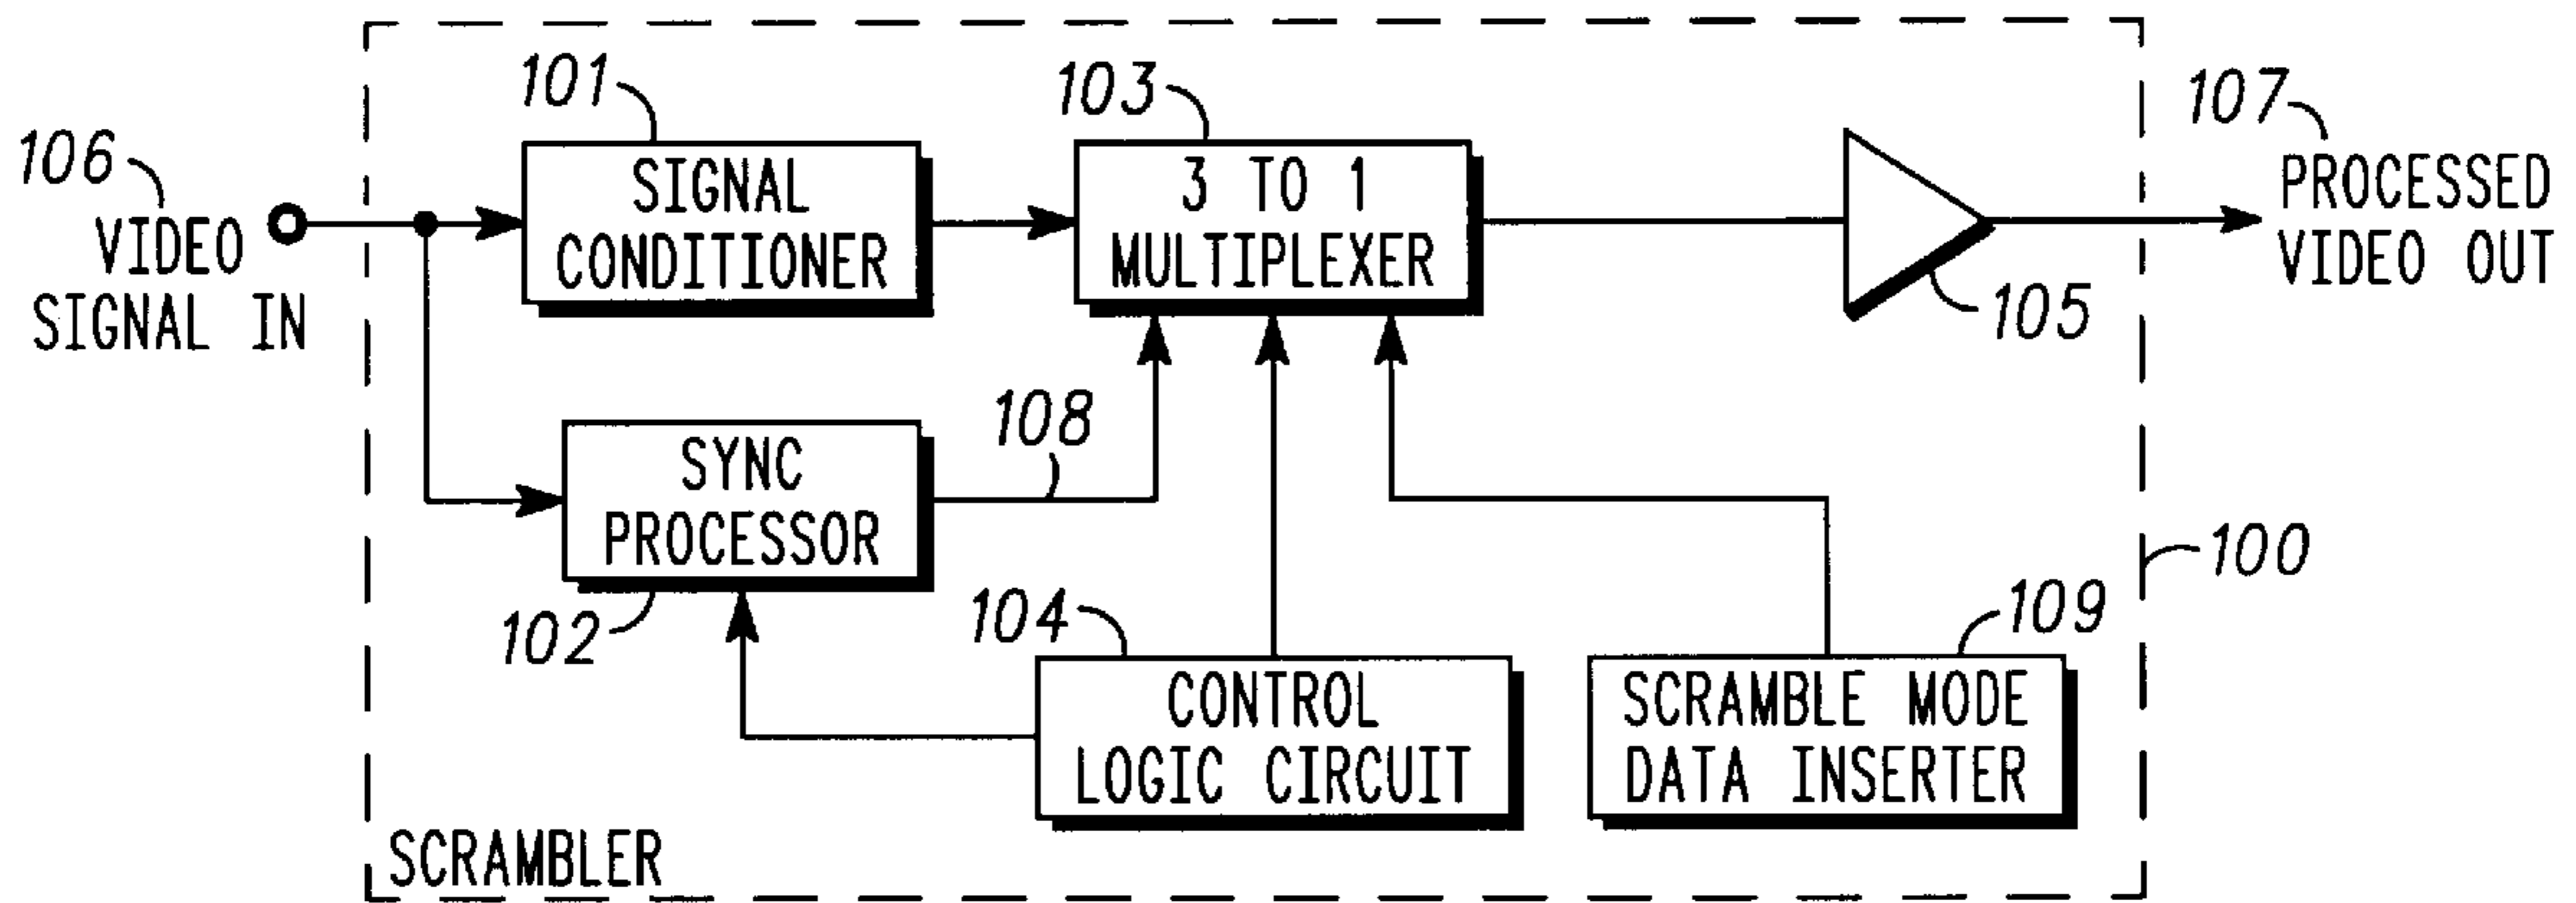 106
VIDEO
SIGNAL IN
101
SIGNAL
CONDITIONER
103
3 TO 1
MULTIPLEXER
107
PROCESSED
VIDEO OUT
105
SYNC
PROCESSOR
108
102
104
CONTROL
LOGIC CIRCUIT
109
SCRAMBLE MODE
DATA INSERTER
100
SCRAMBLER